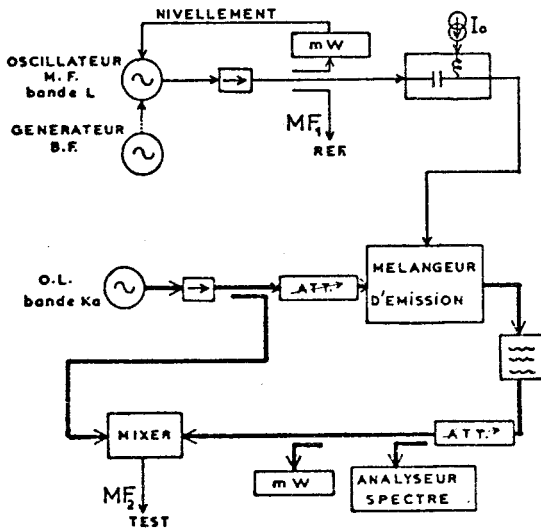 NIVELLEMENT
mW
I₀
OSCILLATEUR
M.F.
bande L
GENERATEUR
B.F.
MF₁
REF.
O.L.
bande Ka
ATT.
MELANGEUR
D'EMISSION
MIXER
ATT.
mW
ANALYSEUR
SPECTRE
MF₂
TEST